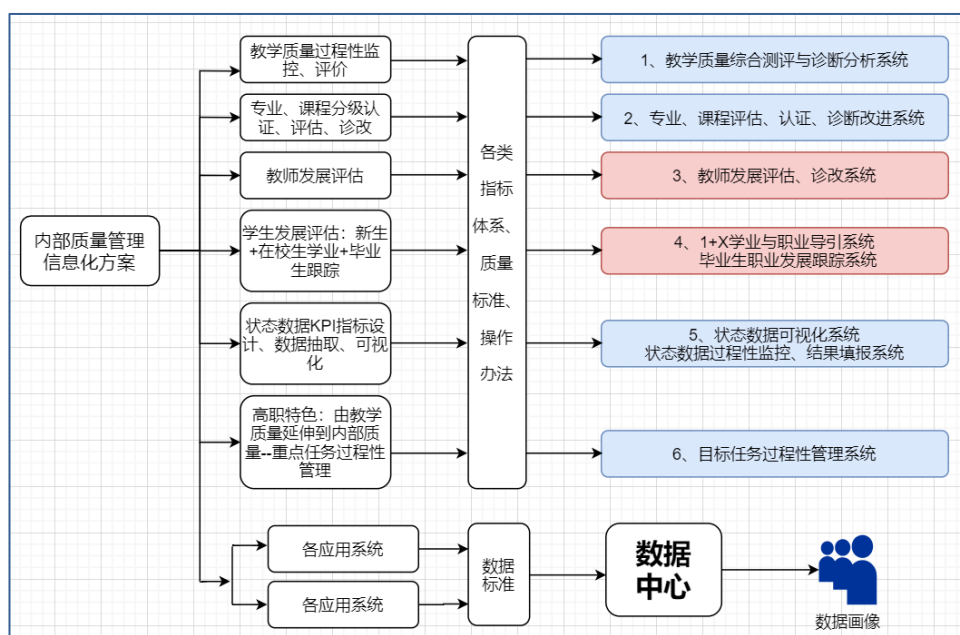 内部质量管理
信息化方案
教学质量过程性监
控、评价
专业、课程分级认
证、评估、诊改
教师发展评估
学生发展评估：新生
+在校生学业+毕业
生跟踪
状态数据KPI指标设
计、数据抽取、可视
化
高职特色：由教学
质量延伸到内部质
量--重点任务过程性
管理
各类
指标
体系、
质量
标准、
操作
办法
1、教学质量综合测评与诊断分析系统
2、专业、课程评估、认证、诊断改进系统
3、教师发展评估、诊改系统
4、1+X学业与职业导引系统
毕业生职业发展跟踪系统
5、状态数据可视化系统
状态数据过程性监控、结果填报系统
6、目标任务过程性管理系统
各应用系统
各应用系统
数据
标准
数据
中心
数据画像